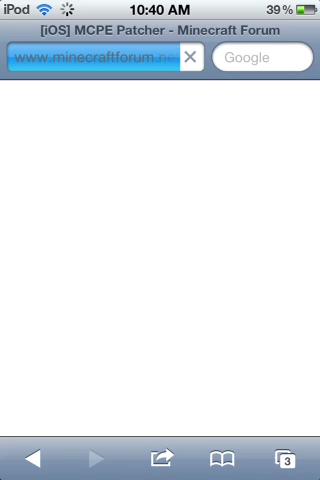 iPod 10:40 AM 39%
[iOS] MCPE Patcher - Minecraft Forum
www.minecraftforum.ne Google
3